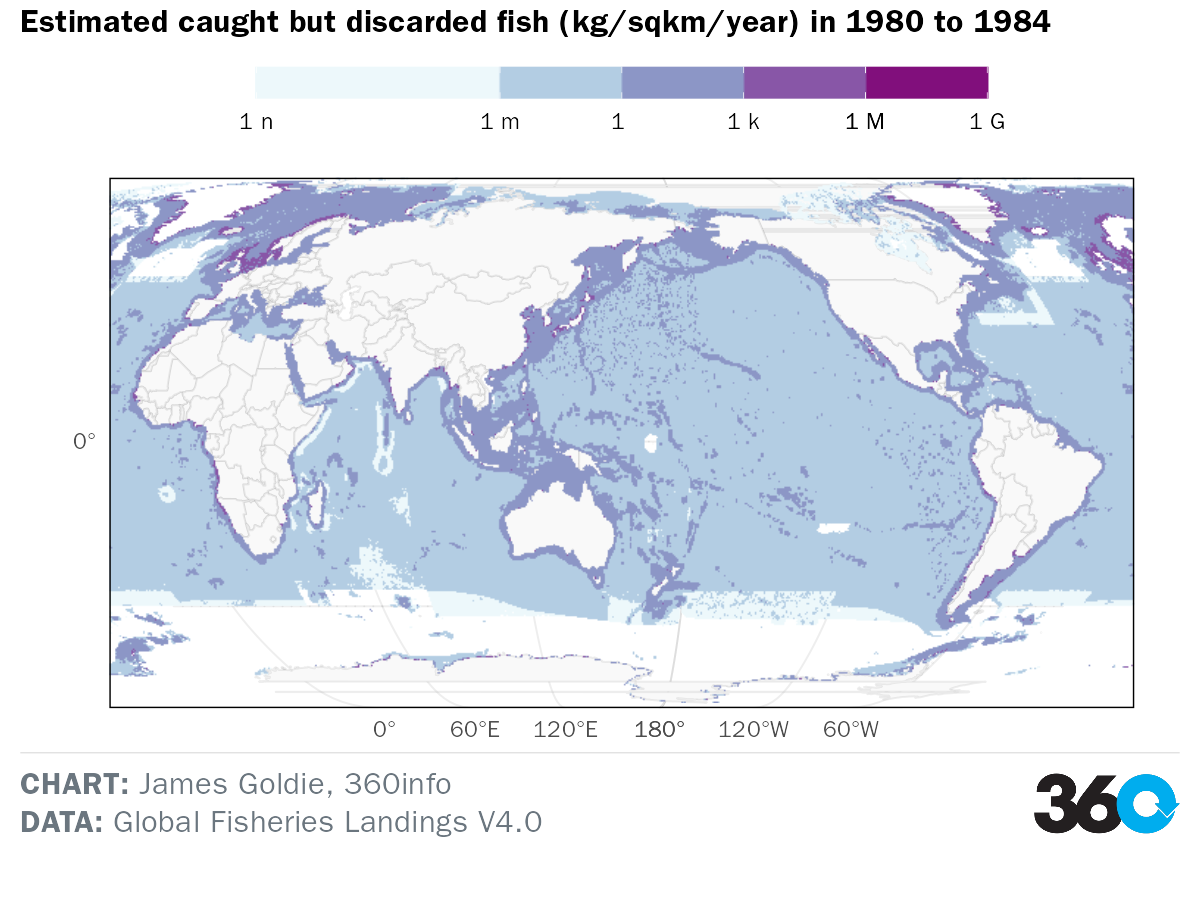 Estimated caught but discarded fish (kg/sqkm/year) in 1980 to 1984
1 n 1 m 1 1 k 1 M 1 G
0°
0° 60°E 120°E 180° 120°W 60°W
CHART: James Goldie, 360info
DATA: Global Fisheries Landings V4.0
360